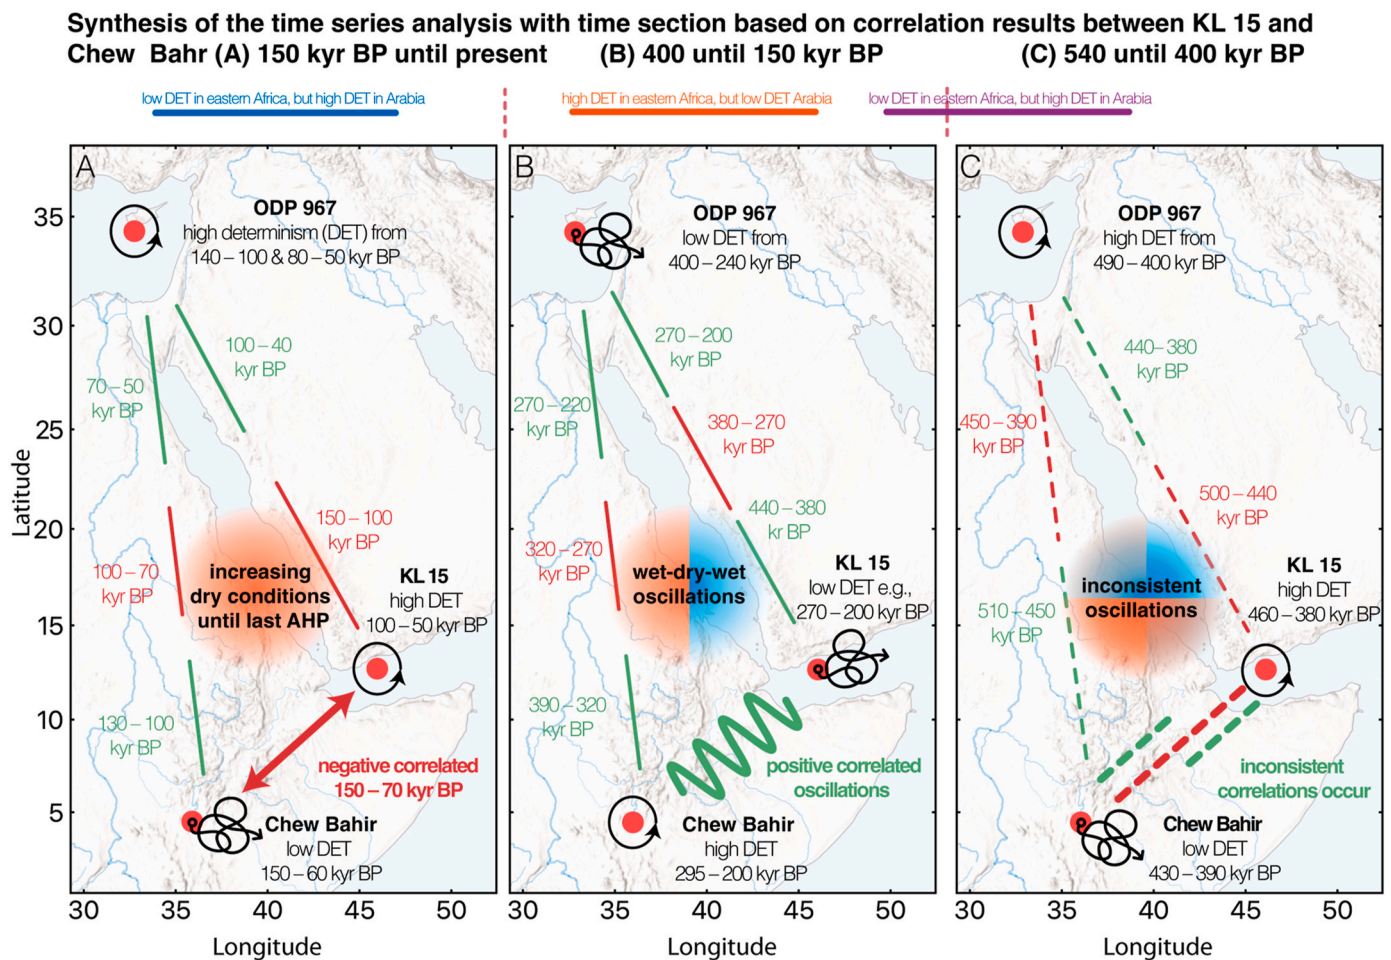 Synthesis of the time series analysis with time section based on correlation results between KL 15 and
Chew Bahr (A) 150 kyr BP until present (B) 400 until 150 kyr BP (C) 540 until 400 kyr BP
low DET in eastern Africa, but high DET in Arabia
high DET in eastern Africa, but low DET Arabia
low DET in eastern Africa, but high DET in Arabia
A
ODP 967
high determinism (DET) from
140 – 100 & 80 – 50 kyr BP
100 – 40
kyr BP
70 – 50
kyr BP
150 – 100
kyr BP
100 – 70
kyr BP
increasing
dry conditions
until last AHP
KL 15
high DET
100 – 50 kyr BP
130 – 100
kyr BP
negative correlated
150 – 70 kyr BP
Chew Bahir
low DET
150 – 60 kyr BP
B
ODP 967
low DET from
400 – 240 kyr BP
270 – 200
kyr BP
270 – 220
kyr BP
380 – 270
kyr BP
440 – 380
kr BP
320 – 270
kyr BP
wet-dry-wet
oscillations
KL 15
low DET e.g.,
270 – 200 kyr BP
390 – 320
kyr BP
positive correlated
oscillations
Chew Bahir
high DET
295 – 200 kyr BP
C
ODP 967
high DET from
490 – 400 kyr BP
440 – 380
kyr BP
450 – 390
kyr BP
500 – 440
kyr BP
inconsistent
oscillations
KL 15
high DET
460 – 380 kyr BP
510 – 450
kyr BP
inconsistent
correlations occur
Chew Bahir
low DET
430 – 390 kyr BP
Latitude
35
30
25
20
15
10
5
30 35 40 45 50
30 35 40 45 50
30 35 40 45 50
Longitude
Longitude
Longitude